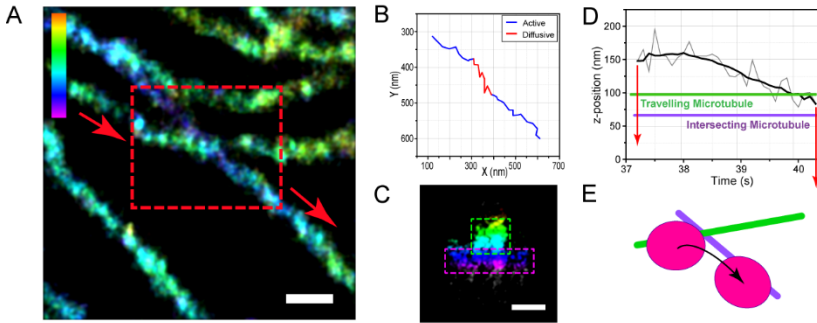 A
B
Y (nm)
300
400
500
600
Active
Diffusive
100
200
300
400
500
600
700
X (nm)
C
D
z-position (nm)
200
150
100
50
0
Travelling Microtubule
Intersecting Microtubule
37
38
39
40
Time (s)
E